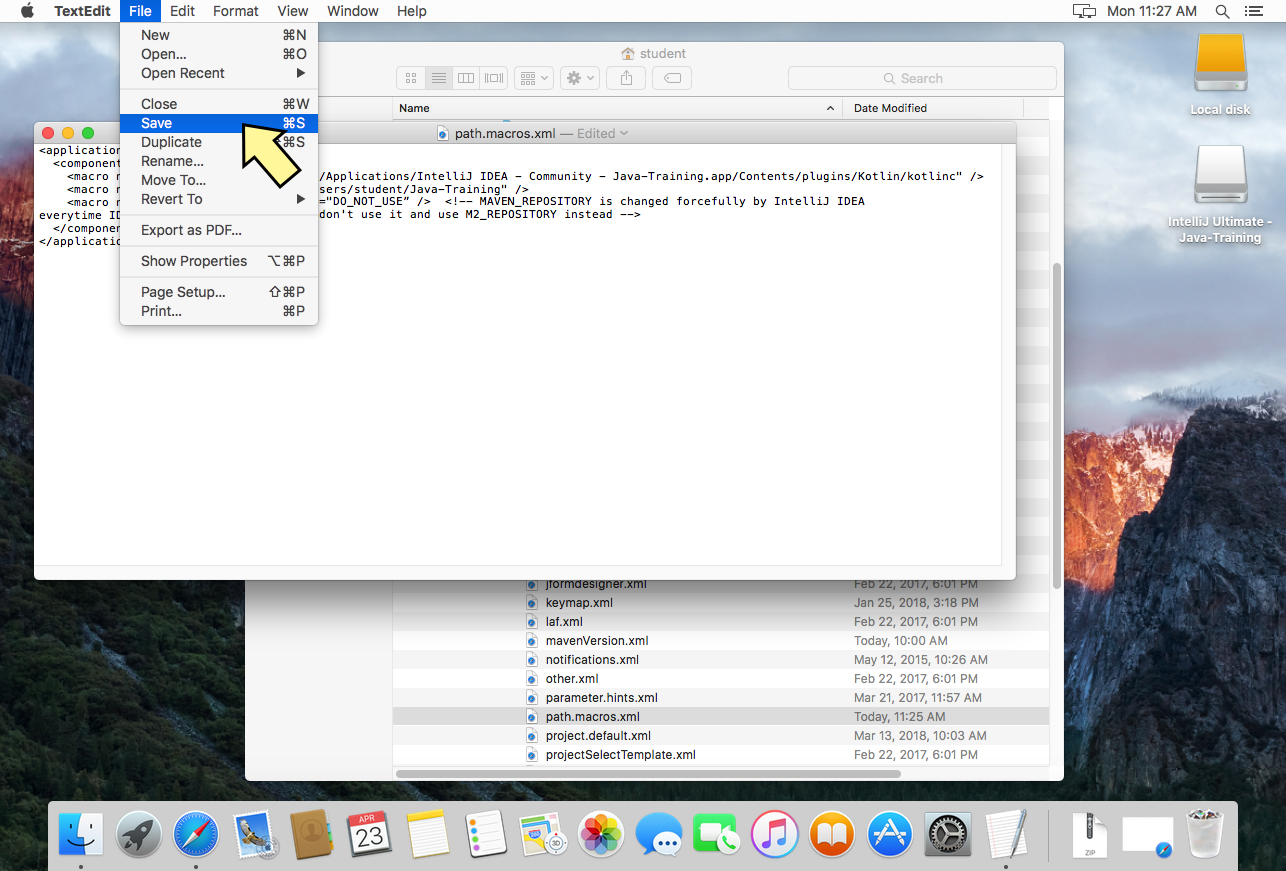 TextEdit File Edit Format View Window Help Mon 11:27 AM
New ⌘N
Open... ⌘O
Open Recent ▶
Close ⌘W
Save ⌘S
Duplicate ⌘S
Rename...
Move To...
Revert To ▶
Export as PDF...
Show Properties ⌥⌘P
Page Setup... ⇧⌘P
Print... ⌘P
student
Search
Name Date Modified
path.macros.xml — Edited
<application
<component
<macro /Applications/IntelliJ IDEA - Community - Java-Training.app/Contents/plugins/Kotlin/kotlinc" />
<macro sers/student/Java-Training" />
<macro ="DO_NOT_USE” /> <!-- MAVEN_REPOSITORY is changed forcefully by IntelliJ IDEA
everytime ID don't use it and use M2_REPOSITORY instead -->
</componen
</applicatio
jformdesigner.xml Feb 22, 2017, 6:01 PM
keymap.xml Jan 25, 2018, 3:18 PM
laf.xml Feb 22, 2017, 6:01 PM
mavenVersion.xml Today, 10:00 AM
notifications.xml May 12, 2015, 10:26 AM
other.xml Feb 22, 2017, 6:01 PM
parameter.hints.xml Mar 21, 2017, 11:57 AM
path.macros.xml Today, 11:25 AM
project.default.xml Mar 13, 2018, 10:03 AM
projectSelectTemplate.xml Feb 22, 2017, 6:01 PM
Local disk
IntelliJ Ultimate -
Java-Training
APR
23
3D
ZIP